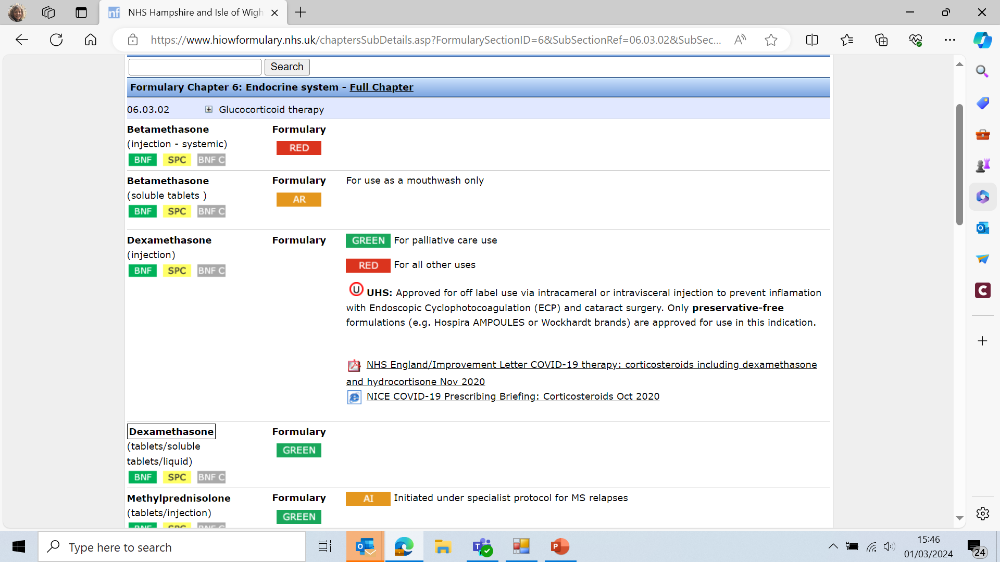 NHS Hampshire and Isle of Wigh
https://www.hiowformulary.nhs.uk/chaptersSubDetails.asp?FormularySectionID=6&SubSectionRef=06.03.02&SubSec...
Search
Formulary Chapter 6: Endocrine system - Full Chapter
06.03.02 Glucocorticoid therapy
Betamethasone Formulary
(injection - systemic) RED
BNF SPC BNF C
Betamethasone Formulary For use as a mouthwash only
(soluble tablets ) AR
BNF SPC BNF C
Dexamethasone Formulary GREEN For palliative care use
(injection) RED For all other uses
BNF SPC BNF C
U UHS: Approved for off label use via intracameral or intravisceral injection to prevent inflamation
with Endoscopic Cyclophotocoagulation (ECP) and cataract surgery. Only preservative-free
formulations (e.g. Hospira AMPOULES or Wockhardt brands) are approved for use in this indication.
NHS England/Improvement Letter COVID-19 therapy: corticosteroids including dexamethasone
and hydrocortisone Nov 2020
NICE COVID-19 Prescribing Briefing: Corticosteroids Oct 2020
Dexamethasone Formulary
(tablets/soluble GREEN
tablets/liquid)
BNF SPC BNF C
Methylprednisolone Formulary AI Initiated under specialist protocol for MS relapses
(tablets/injection) GREEN
BNF SPC BNF C
Type here to search
15:46
01/03/2024
24